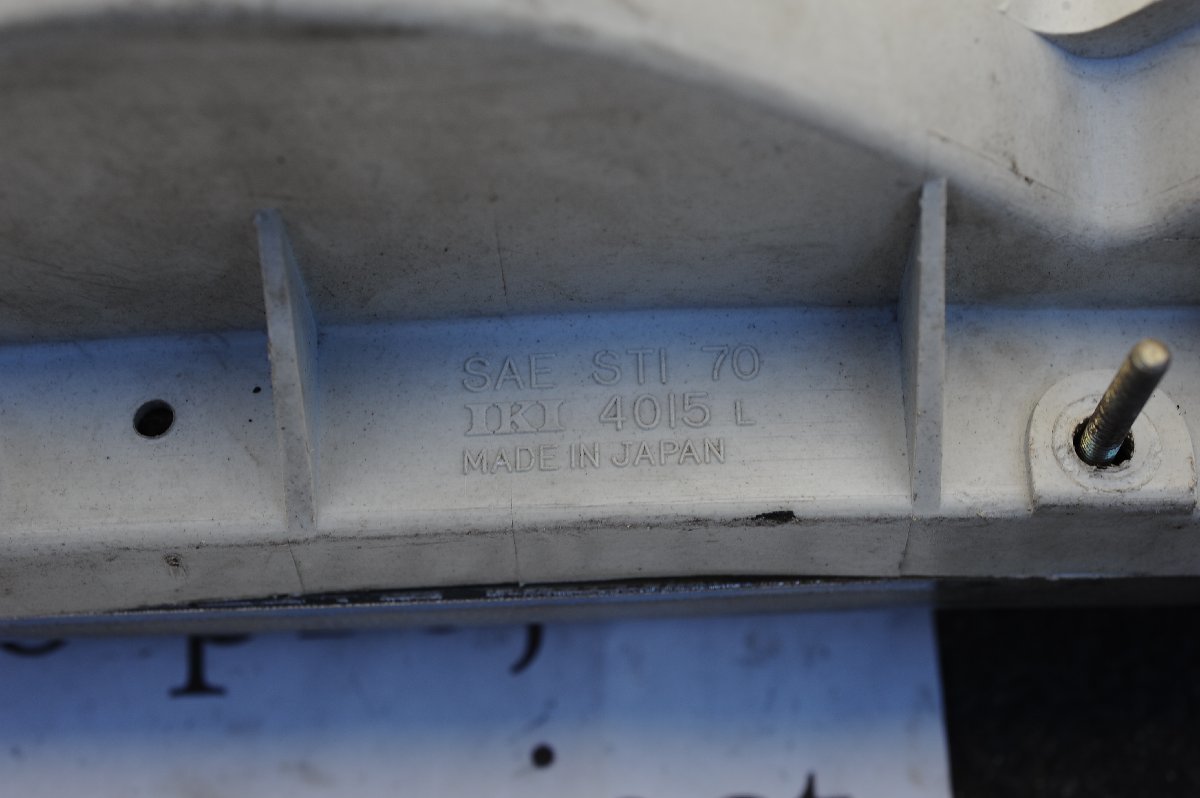 SAE STI 70
IKI 4015 L
MADE IN JAPAN